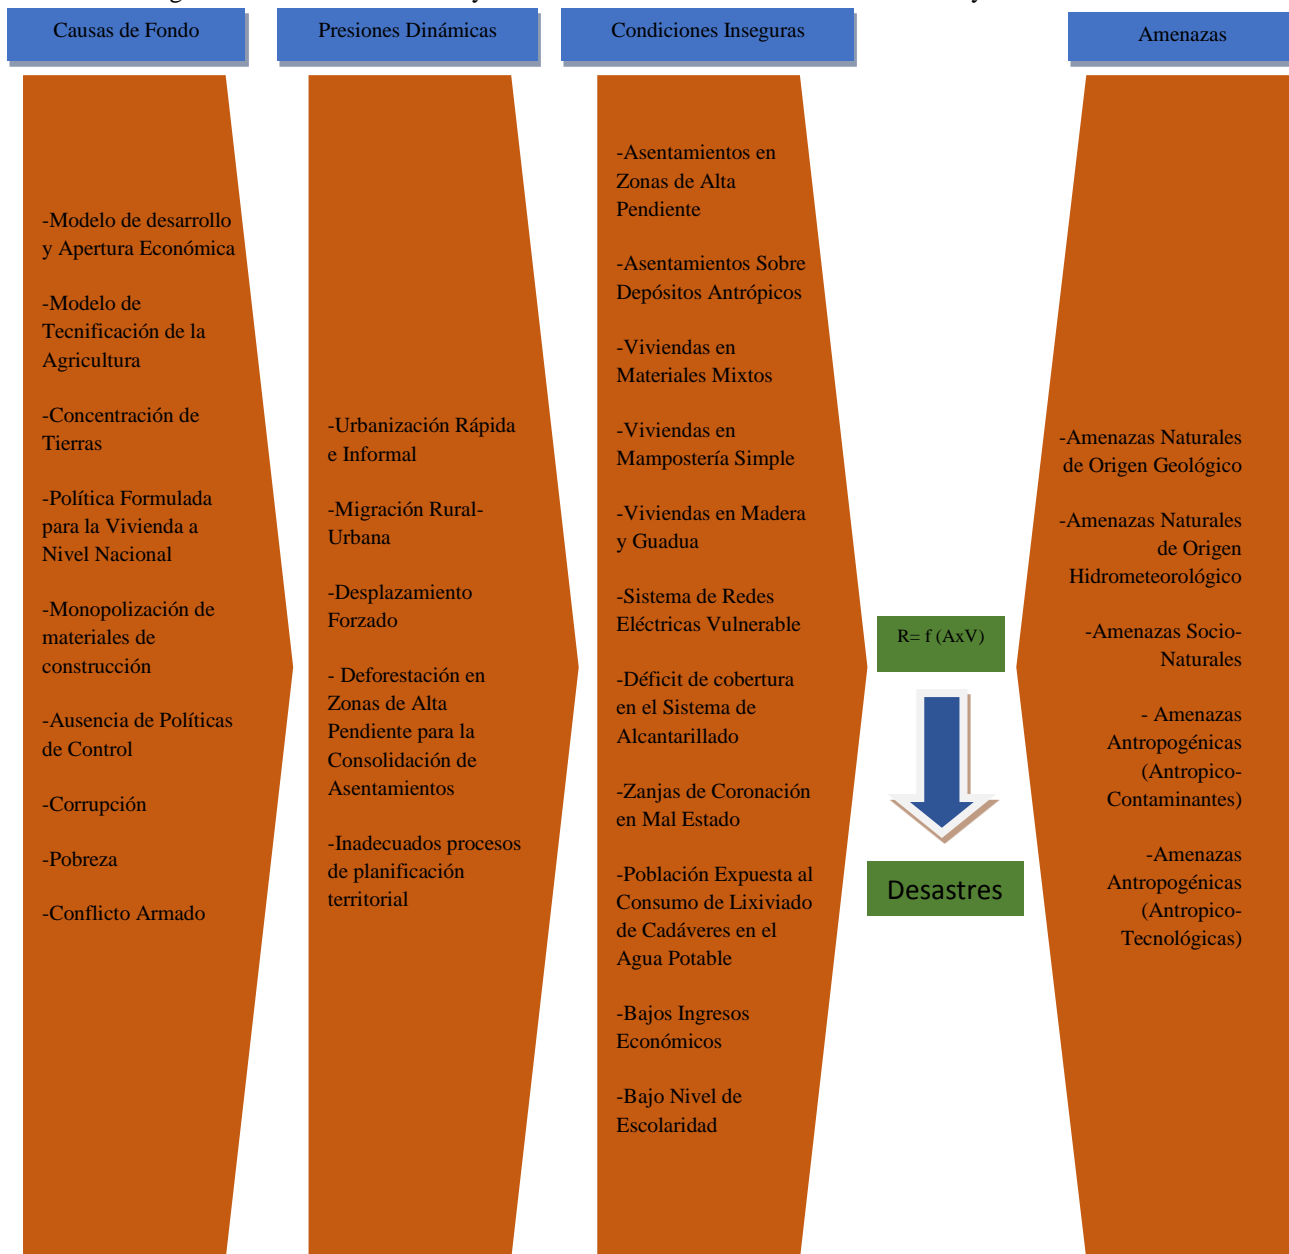 Causas de Fondo
-Modelo de desarrollo
y Apertura Económica
-Modelo de
Tecnificación de la
Agricultura
-Concentración de
Tierras
-Política Formulada
para la Vivienda a
Nivel Nacional
-Monopolización de
materiales de
construcción
-Ausencia de Políticas
de Control
-Corrupción
-Pobreza
-Conflicto Armado
Presiones Dinámicas
-Urbanización Rápida
e Informal
-Migración Rural-
Urbana
-Desplazamiento
Forzado
- Deforestación en
Zonas de Alta
Pendiente para la
Consolidación de
Asentamientos
-Inadecuados procesos
de planificación
territorial
Condiciones Inseguras
-Asentamientos en
Zonas de Alta
Pendiente
-Asentamientos Sobre
Depósitos Antrópicos
-Viviendas en
Materiales Mixtos
-Viviendas en
Mampostería Simple
-Viviendas en Madera
y Guadua
-Sistema de Redes
Eléctricas Vulnerable
-Déficit de cobertura
en el Sistema de
Alcantarillado
-Zanjas de Coronación
en Mal Estado
-Población Expuesta al
Consumo de Lixiviado
de Cadáveres en el
Agua Potable
-Bajos Ingresos
Económicos
-Bajo Nivel de
Escolaridad
R= f (AxV)
Desastres
Amenazas
-Amenazas Naturales
de Origen Geológico
-Amenazas Naturales
de Origen
Hidrometeorológico
-Amenazas Socio-
Naturales
- Amenazas
Antropogénicas
(Antropico-
Contaminantes)
-Amenazas
Antropogénicas
(Antropico-
Tecnológicas)